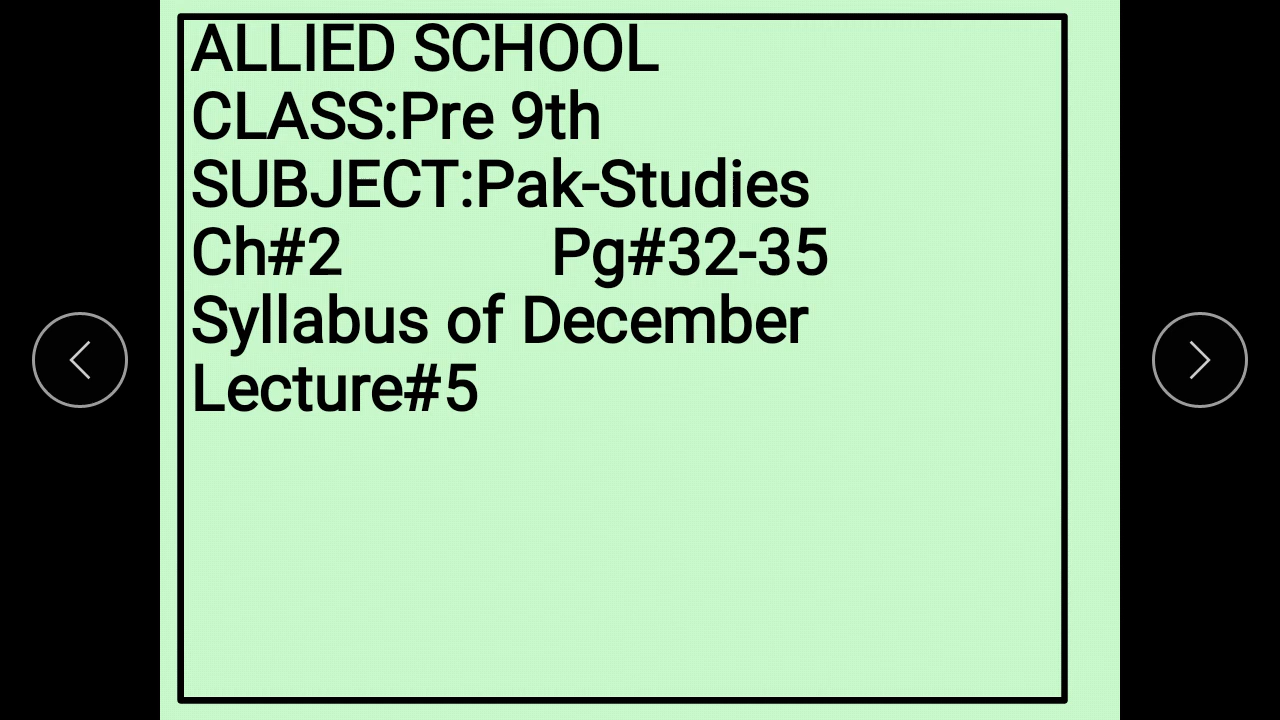 ALLIED SCHOOL
CLASS:Pre 9th
SUBJECT:Pak-Studies
Ch#2 Pg#32-35
Syllabus of December
Lecture#5